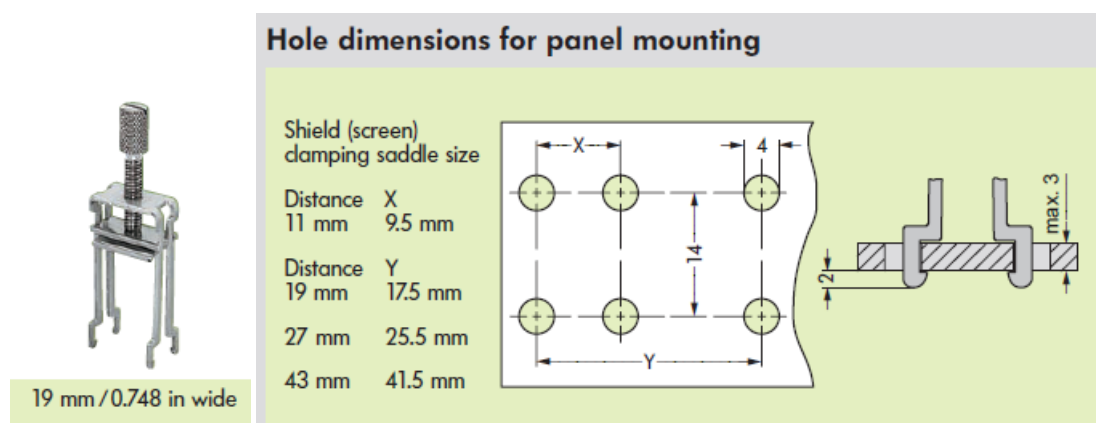 Hole dimensions for panel mounting
Shield (screen)
clamping saddle size
Distance X
11 mm 9.5 mm
Distance Y
19 mm 17.5 mm
27 mm 25.5 mm
43 mm 41.5 mm
X
4
14
Y
max. 3
2
19 mm/0.748 in wide